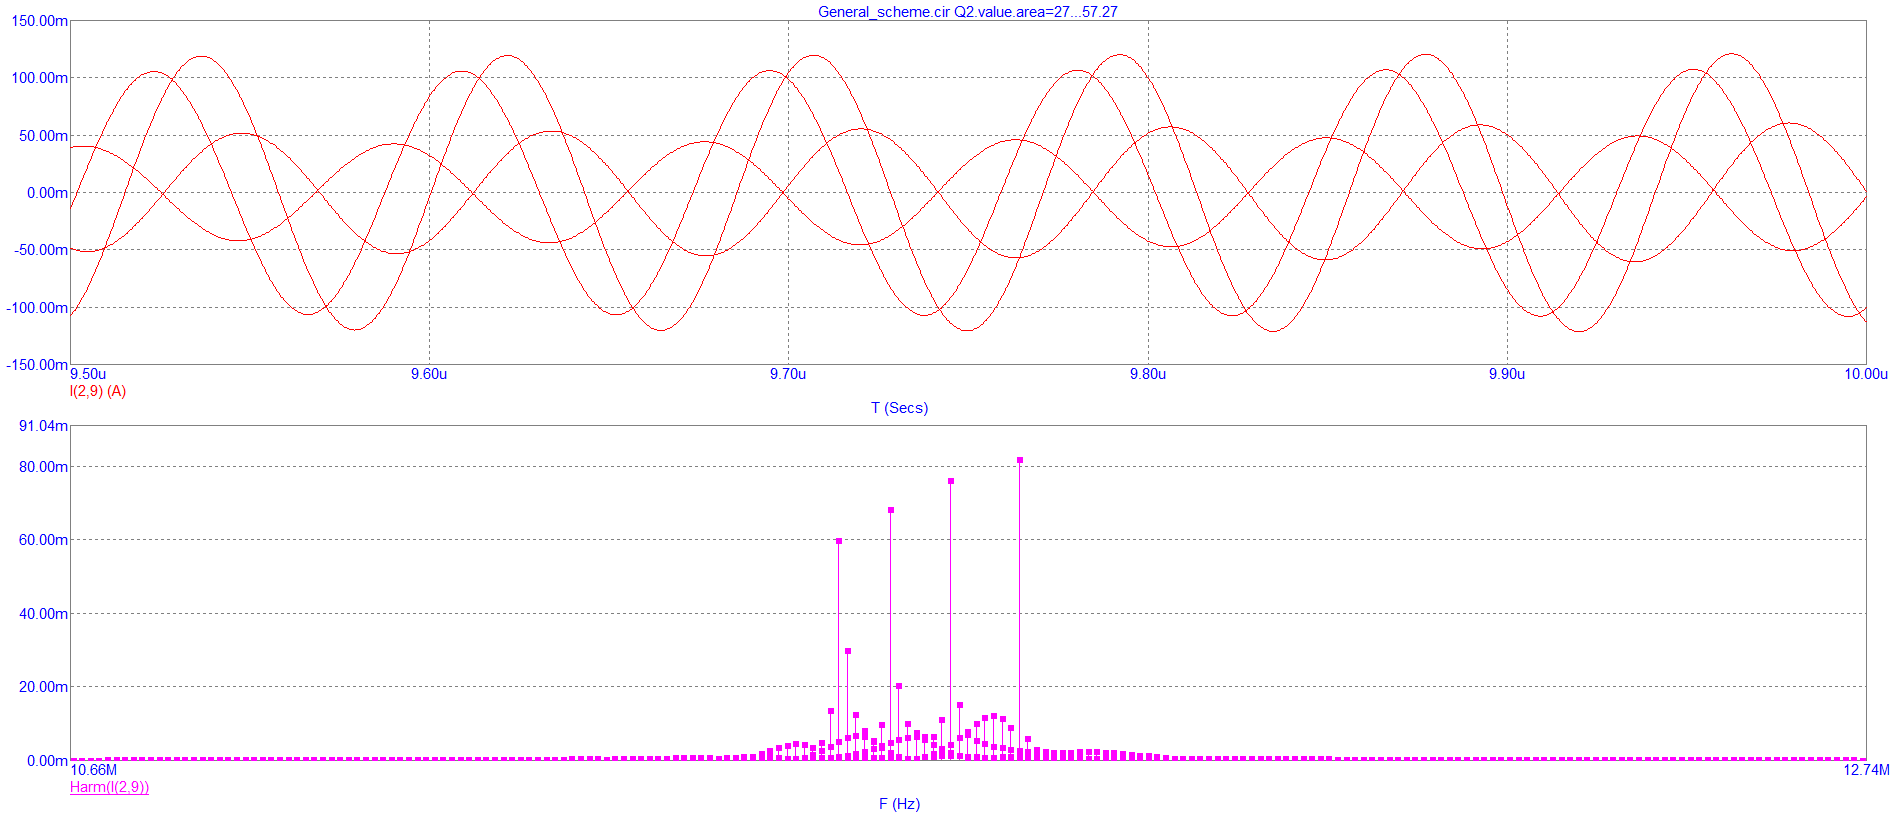 General_scheme.cir Q2.value.area=27...57.27
150.00m
100.00m
50.00m
0.00m
-50.00m
-100.00m
-150.00m
9.50u 9.60u 9.70u 9.80u 9.90u 10.00u
I(2,9) (A)
T (Secs)
91.04m
80.00m
60.00m
40.00m
20.00m
0.00m
10.66M 12.74M
Harm(I(2,9))
F (Hz)